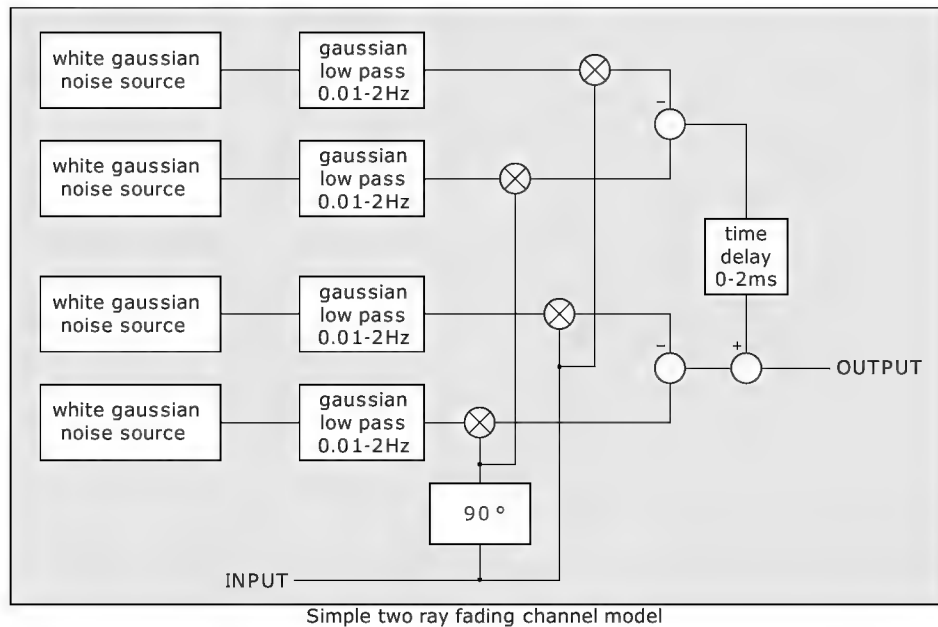 white gaussian
noise source
gaussian
low pass
0.01-2Hz
white gaussian
noise source
gaussian
low pass
0.01-2Hz
white gaussian
noise source
gaussian
low pass
0.01-2Hz
white gaussian
noise source
gaussian
low pass
0.01-2Hz
-
time
delay
0-2ms
-
+
OUTPUT
90°
INPUT
Simple two ray fading channel model